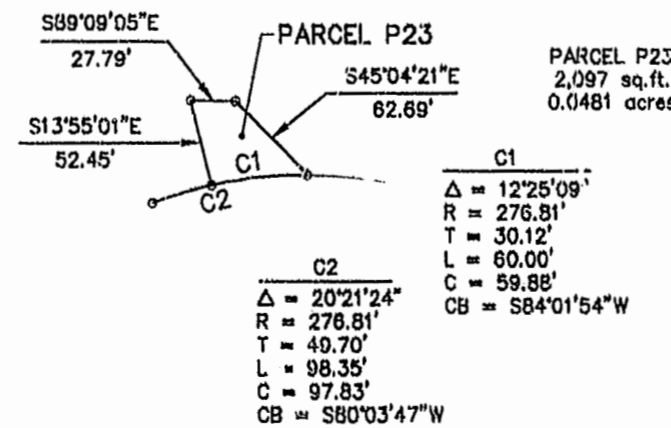 S89°09'05"E
27.79'
PARCEL P23
S45°04'21"E
62.69'
PARCEL P23
2,097 sq.ft.
0.0481 acres
S13°55'01"E
52.45'
C1
C2
C1
Δ = 12°25'09"
R = 276.81'
T = 30.12'
L = 60.00'
C = 59.88'
CB = S84°01'54"W
C2
Δ = 20°21'24"
R = 276.81'
T = 49.70'
L = 98.35'
C = 97.83'
CB = S80°03'47"W